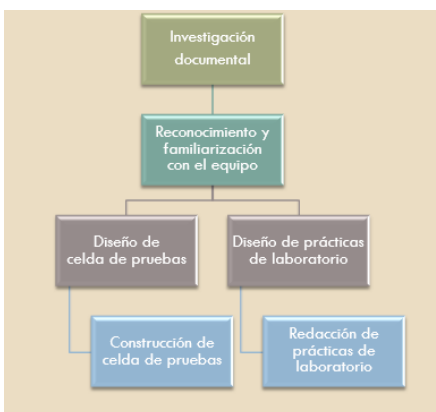 Investigación
documental
Reconocimiento y
familiarización
con el equipo
Diseño de
celda de pruebas
Diseño de prácticas
de laboratorio
Construcción de
celda de pruebas
Redacción de
prácticas de
laboratorio